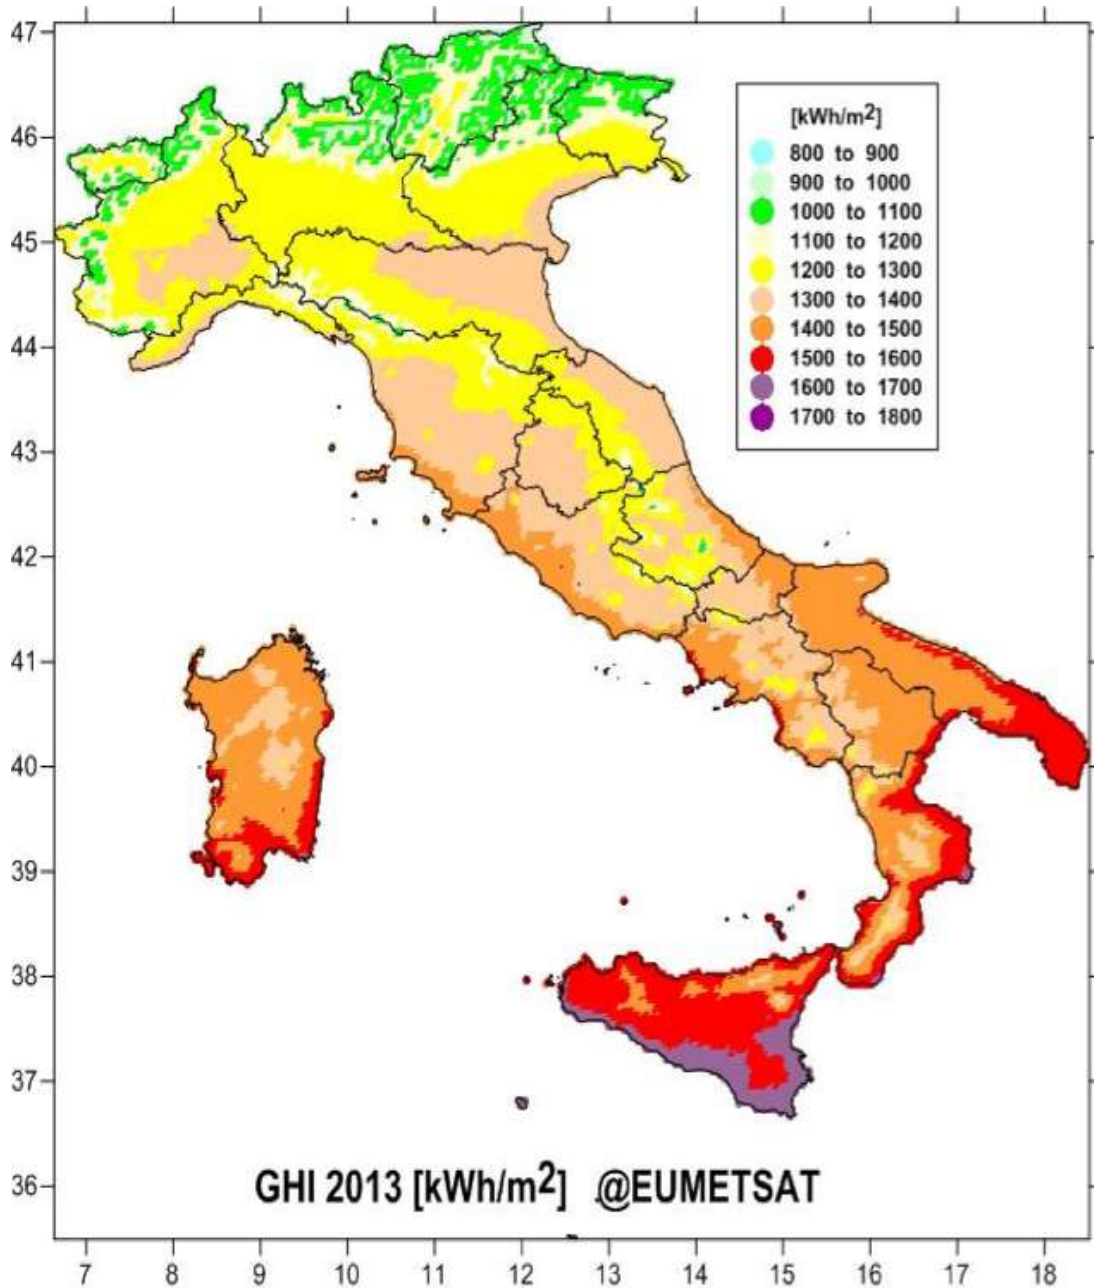 47
46
45
44
43
42
41
40
39
38
37
36
[kWh/m2]
800 to 900
900 to 1000
1000 to 1100
1100 to 1200
1200 to 1300
1300 to 1400
1400 to 1500
1500 to 1600
1600 to 1700
1700 to 1800
GHI 2013 [kWh/m2] @EUMETSAT
7 8 9 10 11 12 13 14 15 16 17 18